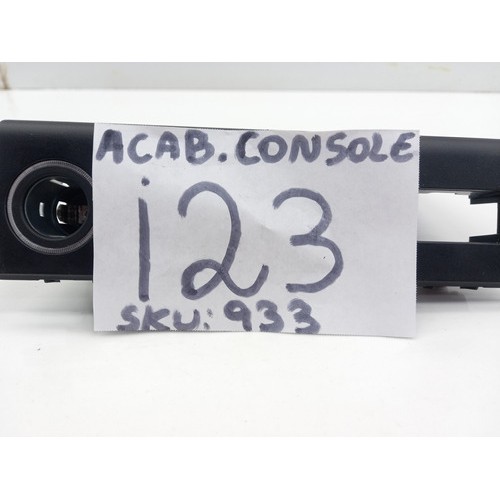 ACAB. CONSOLE
i23
SKU: 933